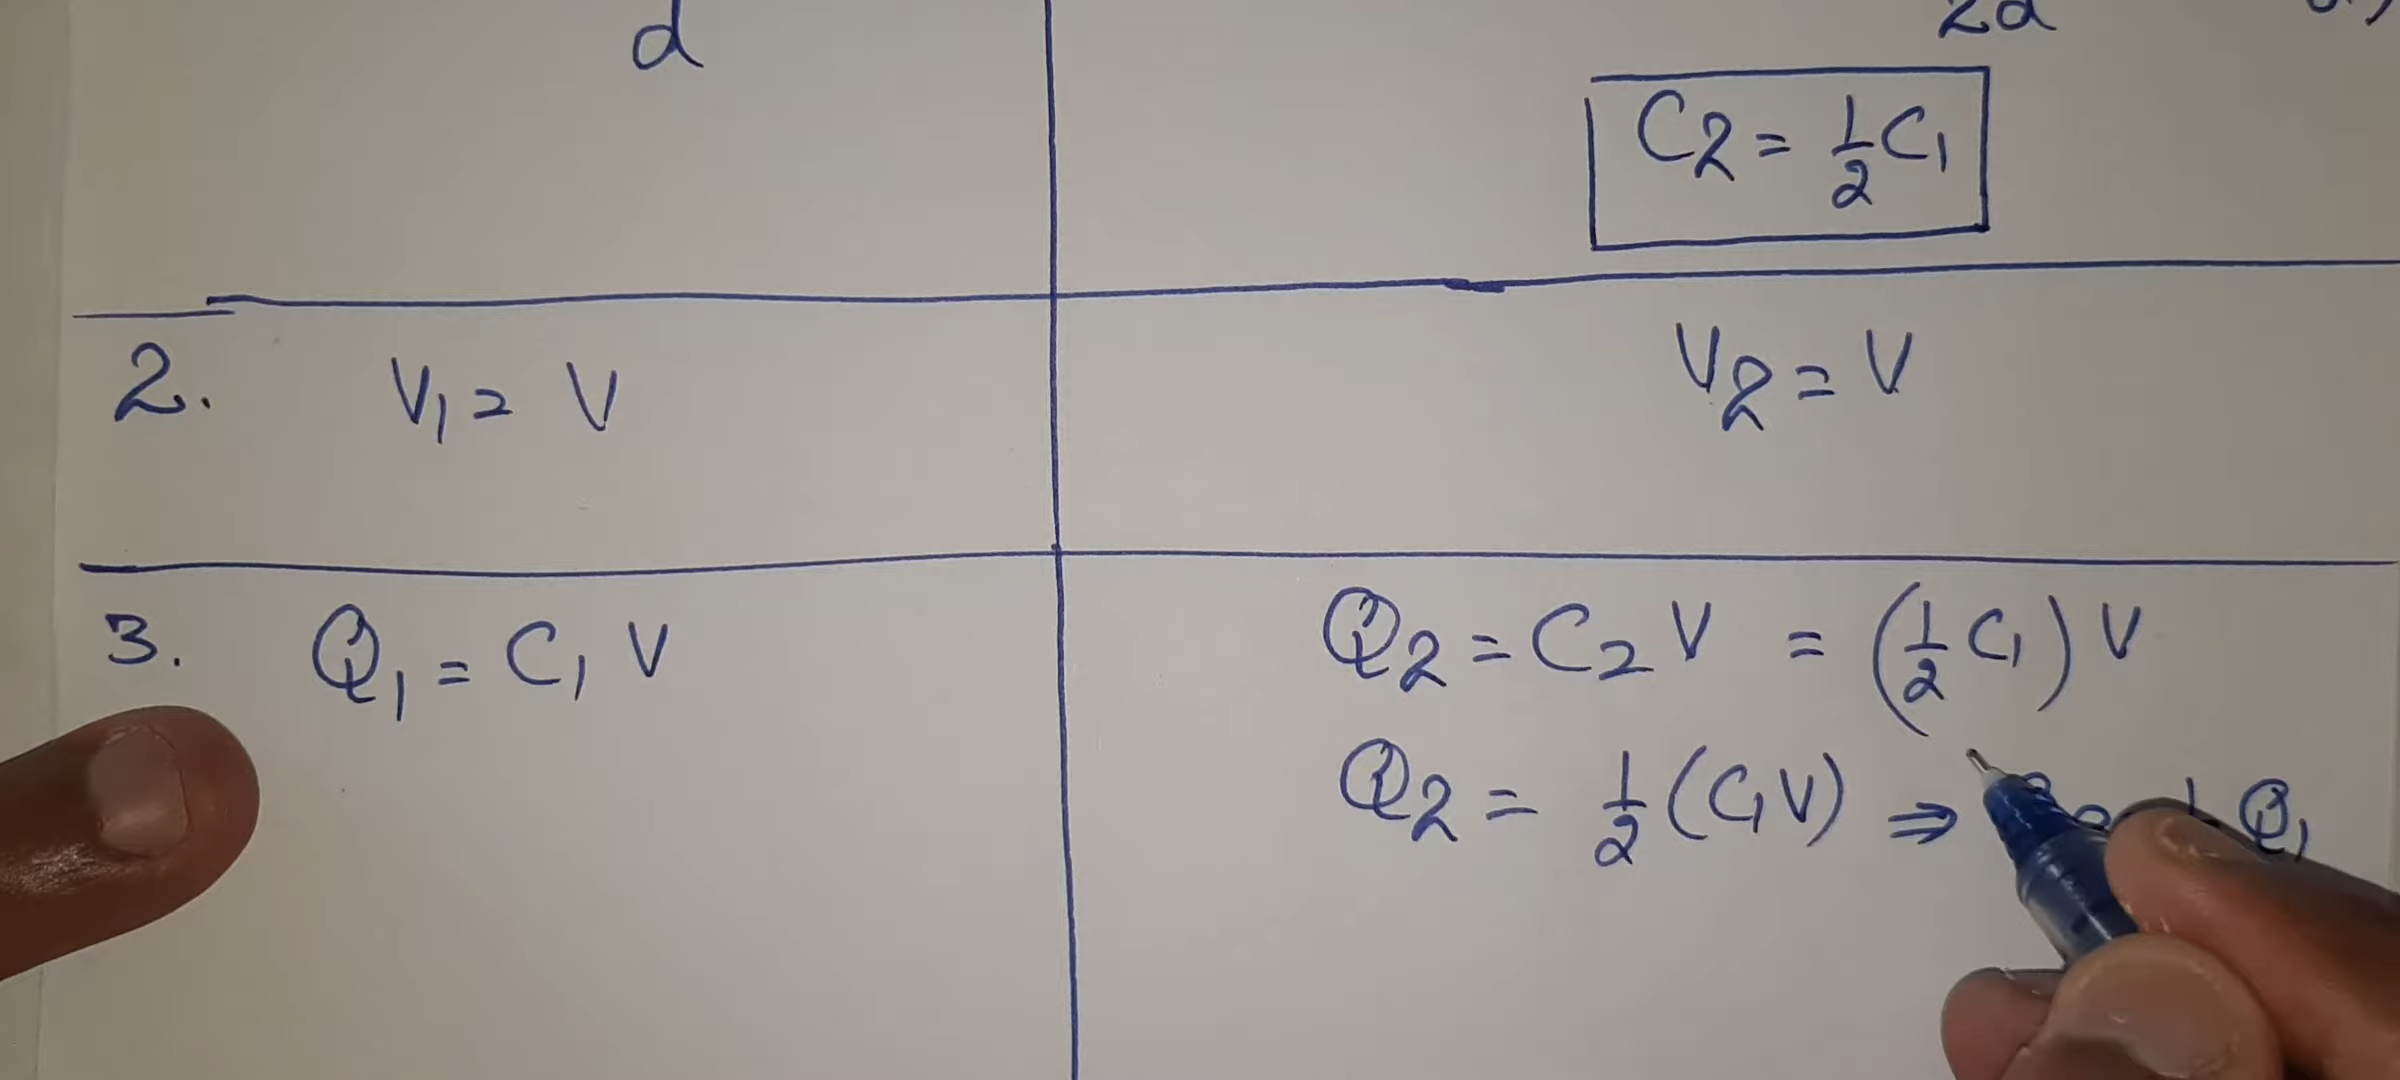 d
2d
C2 = 1/2 C1
2. V1 = V
V2 = V
3. Q1 = C1 V
Q2 = C2 V = (1/2 C1) V
Q2 = 1/2 (C1V) ⇒ Q1